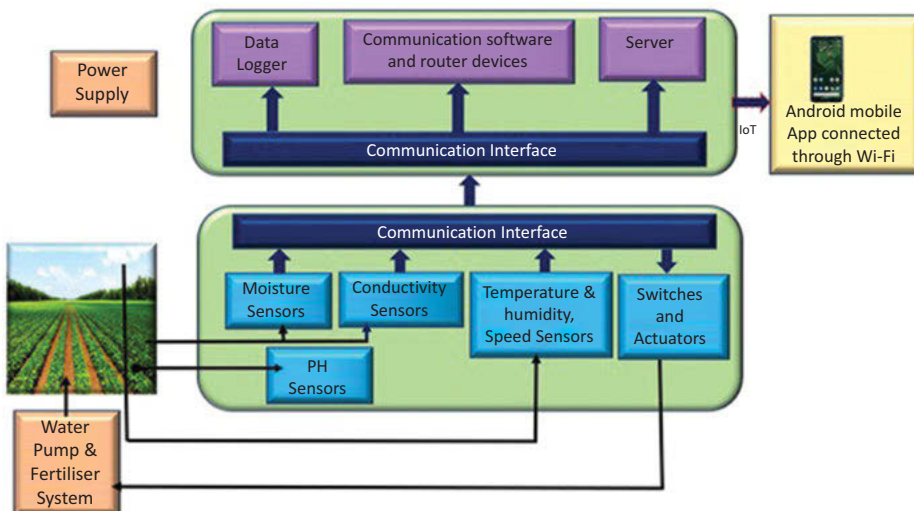 Power
Supply
Data
Logger
Communication software
and router devices
Server
Communication Interface
IoT
Android mobile
App connected
through Wi-Fi
Communication Interface
Moisture
Sensors
Conductivity
Sensors
Temperature &
humidity,
Speed Sensors
Switches
and
Actuators
PH
Sensors
Water
Pump &
Fertiliser
System